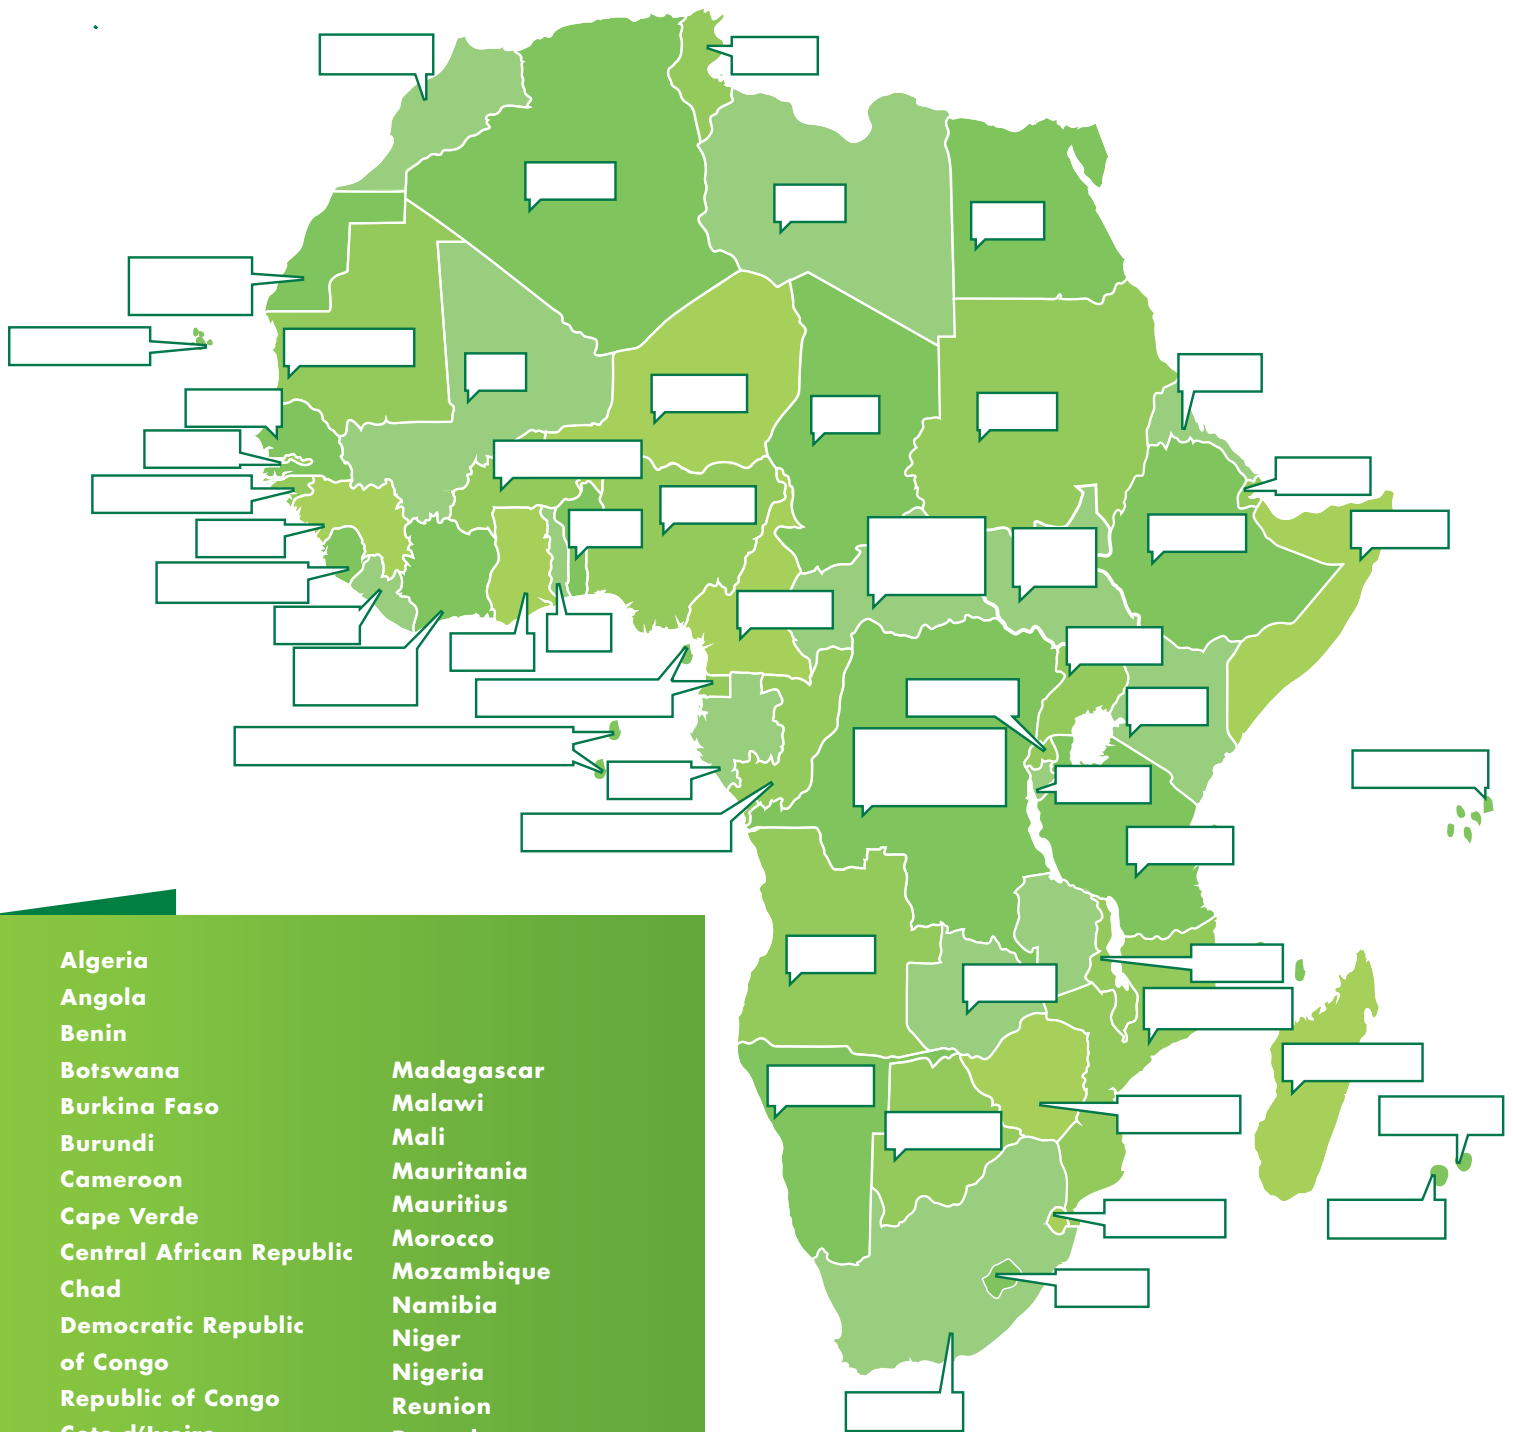 Algeria
Angola
Benin
Botswana
Burkina Faso
Burundi
Cameroon
Cape Verde
Central African Republic
Chad
Democratic Republic
of Congo
Republic of Congo
Madagascar
Malawi
Mali
Mauritania
Mauritius
Morocco
Mozambique
Namibia
Niger
Nigeria
Reunion